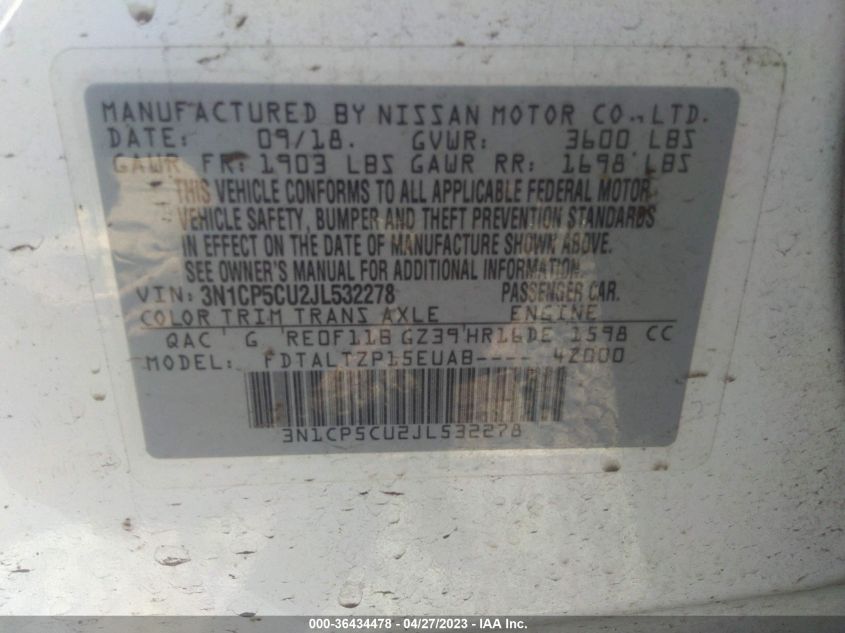 MANUFACTURED BY NISSAN MOTOR CO., LTD.
DATE: 09/18. GVWR: 3600 LBS
GAWR FR: 1903 LBS GAWR RR: 1698 LBS
THIS VEHICLE CONFORMS TO ALL APPLICABLE FEDERAL MOTOR
VEHICLE SAFETY, BUMPER AND THEFT PREVENTION STANDARDS
IN EFFECT ON THE DATE OF MANUFACTURE SHOWN ABOVE.
SEE OWNER'S MANUAL FOR ADDITIONAL INFORMATION.
VIN: 3N1CP5CU2JL532278 PASSENGER CAR.
COLOR TRIM TRANS AXLE ENGINE
QAC G RE0F11B GZ39 HR16DE 1598 CC
MODEL: FDTALTZP15EUAB---- 4Z000
3N1CP5CU2JL532278
000-36434478 - 04/27/2023 - IAA Inc.